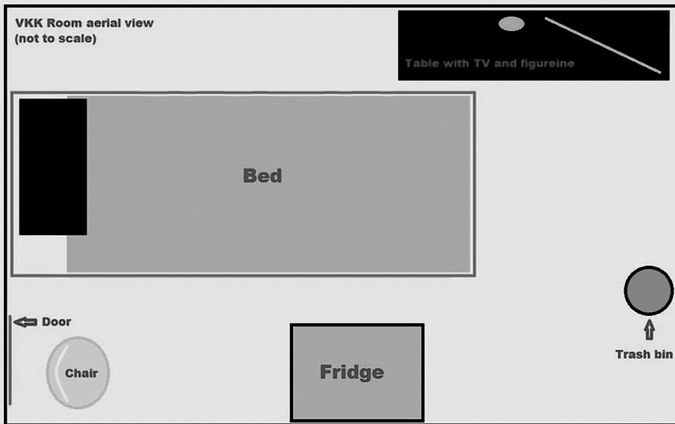 VKK Room aerial view
(not to scale)
Table with TV and figureine
Bed
Door
Chair
Fridge
Trash bin